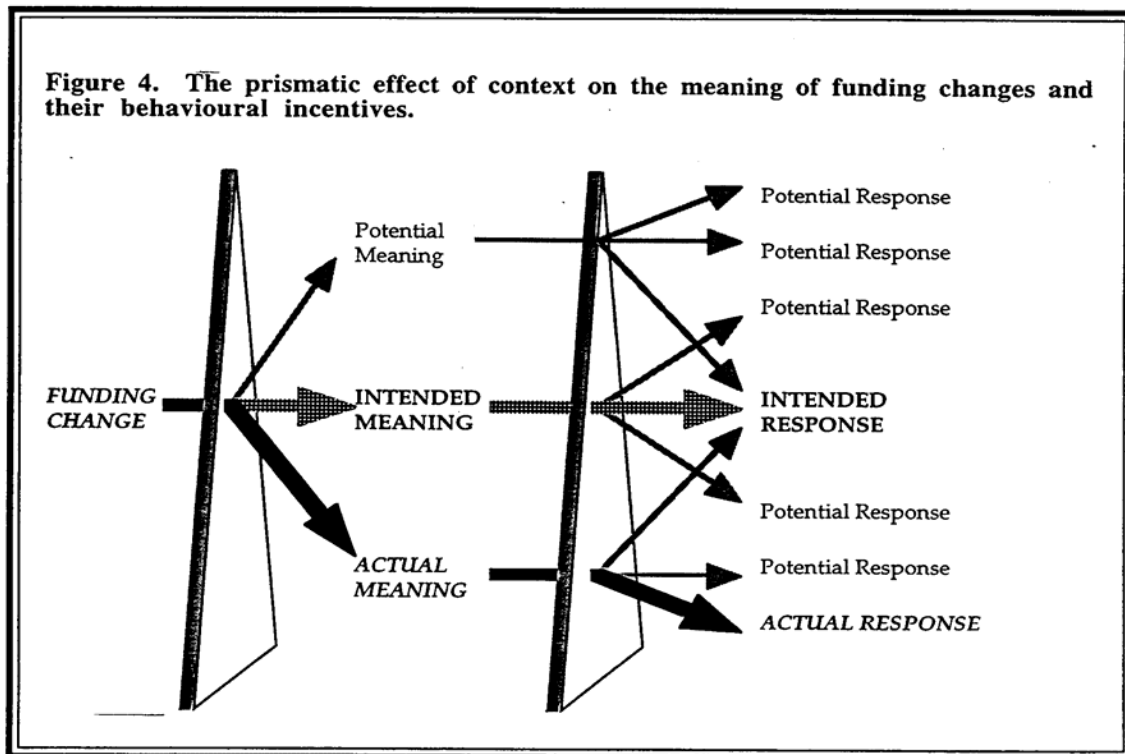 Figure 4. The prismatic effect of context on the meaning of funding changes and
their behavioural incentives.
Potential Response
Potential
Meaning
Potential Response
Potential Response
FUNDING
CHANGE
INTENDED
MEANING
INTENDED
RESPONSE
Potential Response
ACTUAL
MEANING
Potential Response
ACTUAL RESPONSE